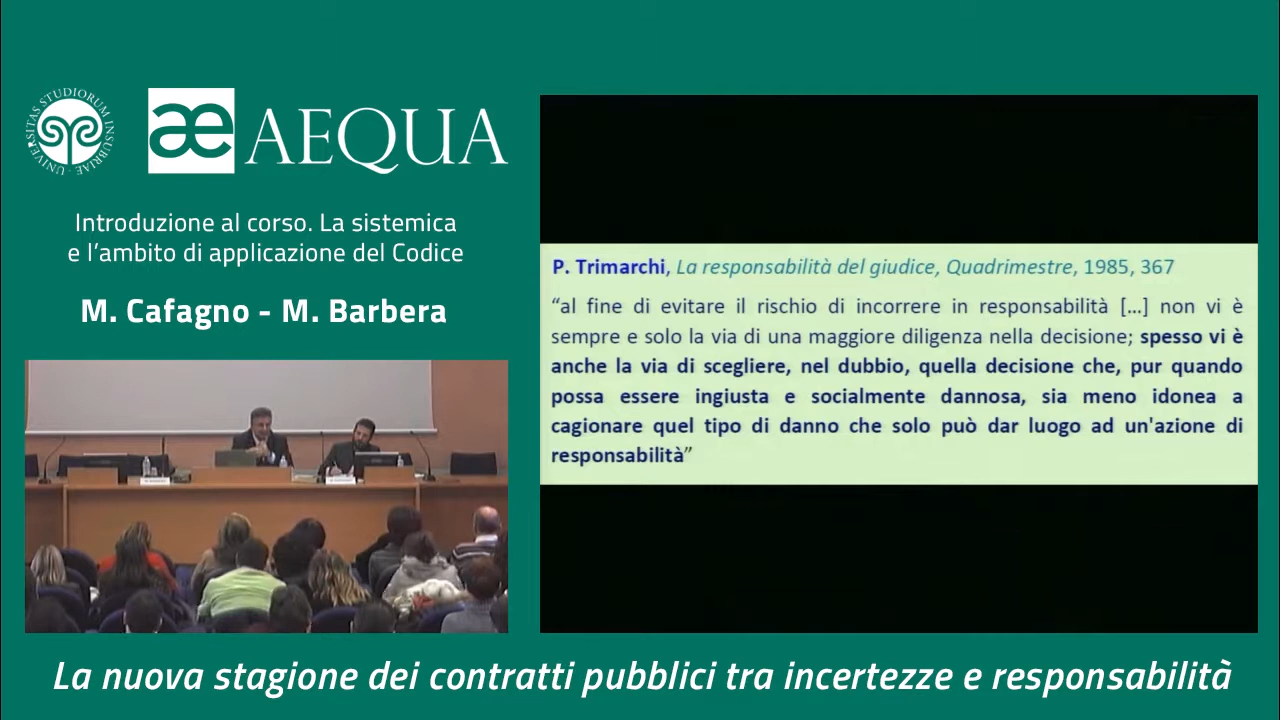 UNIVERSITAS STUDIORUM INSUBRIAE
æ AEQUA
Introduzione al corso. La sistemica
e l’ambito di applicazione del Codice
M. Cafagno - M. Barbera
P. Trimarchi, La responsabilità del giudice, Quadrimestre, 1985, 367
“al fine di evitare il rischio di incorrere in responsabilità [...] non vi è
sempre e solo la via di una maggiore diligenza nella decisione; spesso vi è
anche la via di scegliere, nel dubbio, quella decisione che, pur quando
possa essere ingiusta e socialmente dannosa, sia meno idonea a
cagionare quel tipo di danno che solo può dar luogo ad un'azione di
responsabilità”
La nuova stagione dei contratti pubblici tra incertezze e responsabilità